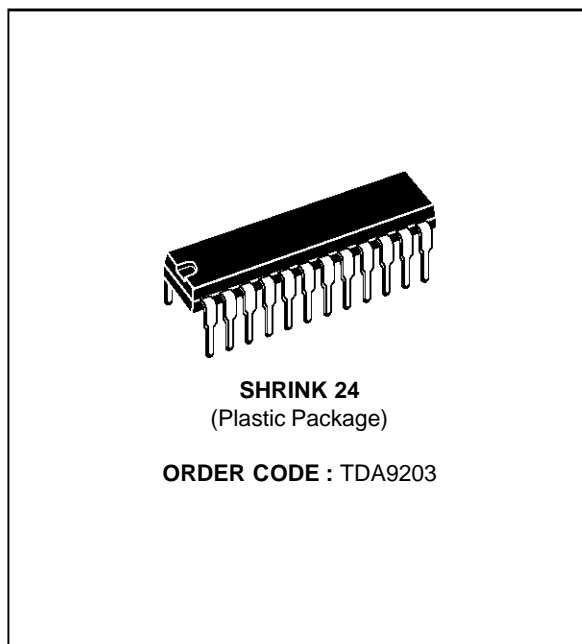 SHRINK 24
(Plastic Package)
ORDER CODE : TDA9203